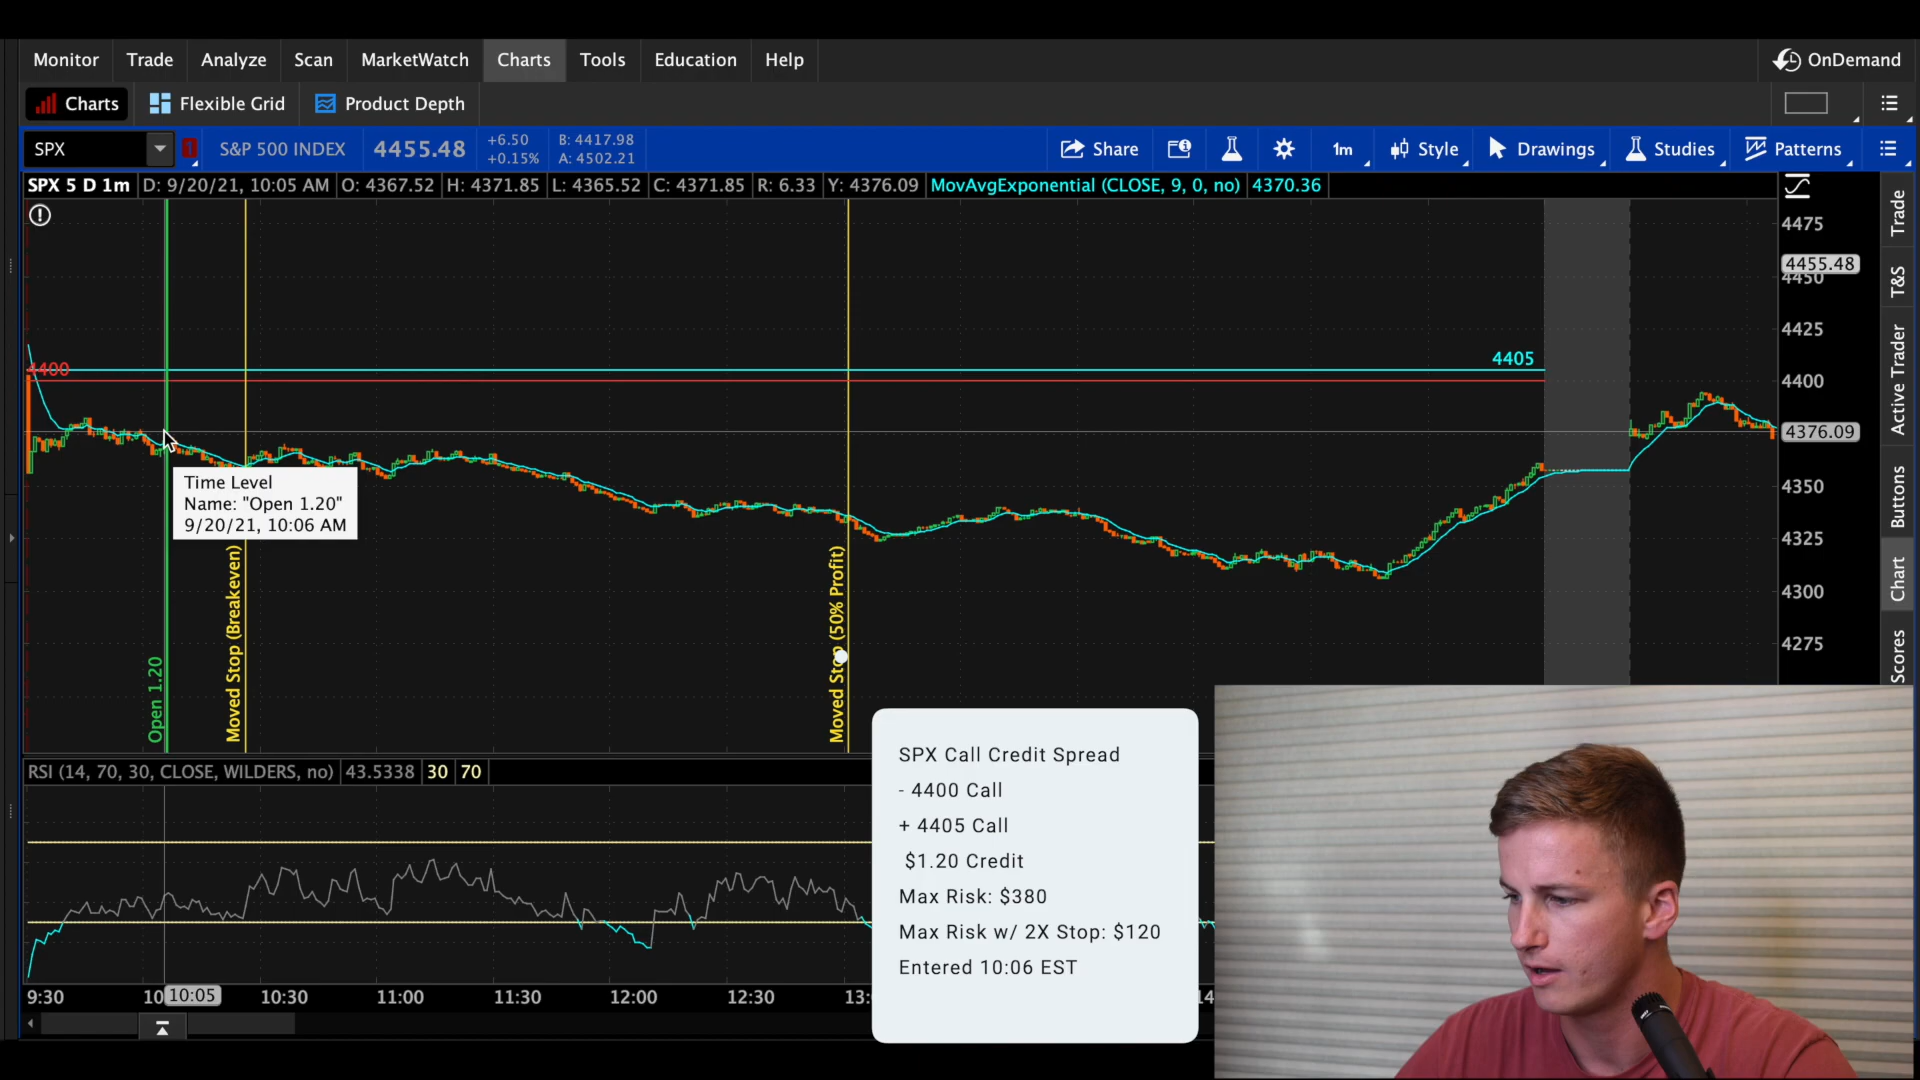 Monitor Trade Analyze Scan MarketWatch Charts Tools Education Help OnDemand
Charts Flexible Grid Product Depth
SPX 1 S&P 500 INDEX 4455.48 +6.50 +0.15% B: 4417.98 A: 4502.21 Share 1m Style Drawings Studies Patterns
SPX 5 D 1m D: 9/20/21, 10:05 AM O: 4367.52 H: 4371.85 L: 4365.52 C: 4371.85 R: 6.33 Y: 4376.09 MovAvgExponential (CLOSE, 9, 0, no) 4370.36
4475
4455.48
4450
4425
4405
4400
4400
4376.09
4350
4325
4300
4275
Time Level
Name: "Open 1.20"
9/20/21, 10:06 AM
Open 1.20
Moved Stop (Breakeven)
Moved Stop (50% Profit)
Trade
T&S
Active Trader
Buttons
Chart
Scores
RSI (14, 70, 30, CLOSE, WILDERS, no) 43.5338 30 70
SPX Call Credit Spread
- 4400 Call
+ 4405 Call
$1.20 Credit
Max Risk: $380
Max Risk w/ 2X Stop: $120
Entered 10:06 EST
9:30 10:05 10:30 11:00 11:30 12:00 12:30